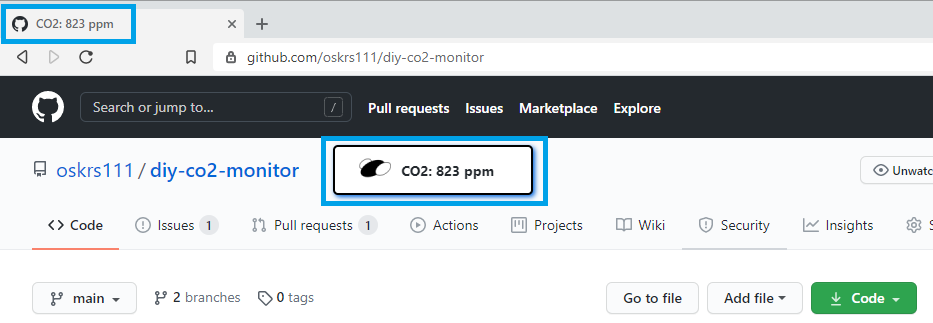 CO2: 823 ppm
github.com/oskrs111/diy-co2-monitor
Search or jump to... / Pull requests Issues Marketplace Explore
oskrs111 / diy-co2-monitor CO2: 823 ppm Unwatc
<> Code Issues 1 Pull requests 1 Actions Projects Wiki Security Insights S
main 2 branches 0 tags Go to file Add file Code